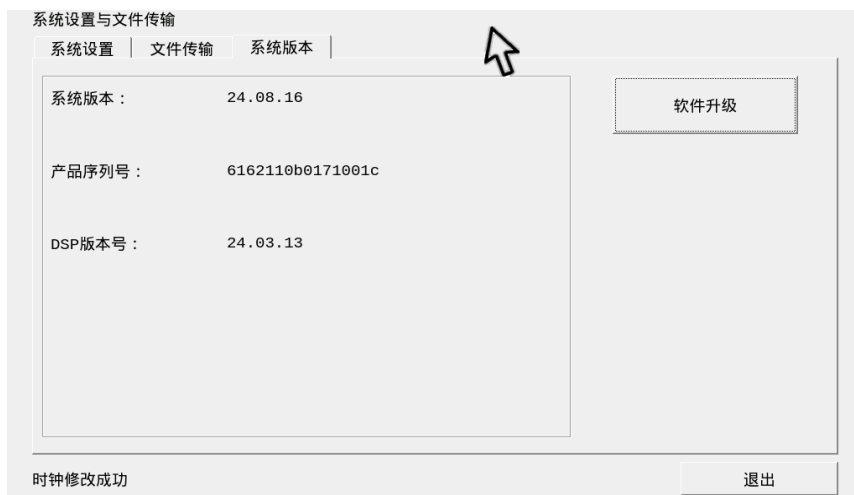 系统设置与文件传输
系统设置 文件传输 系统版本
系统版本： 24.08.16
软件升级
产品序列号： 6162110b0171001c
DSP版本号： 24.03.13
时钟修改成功 退出